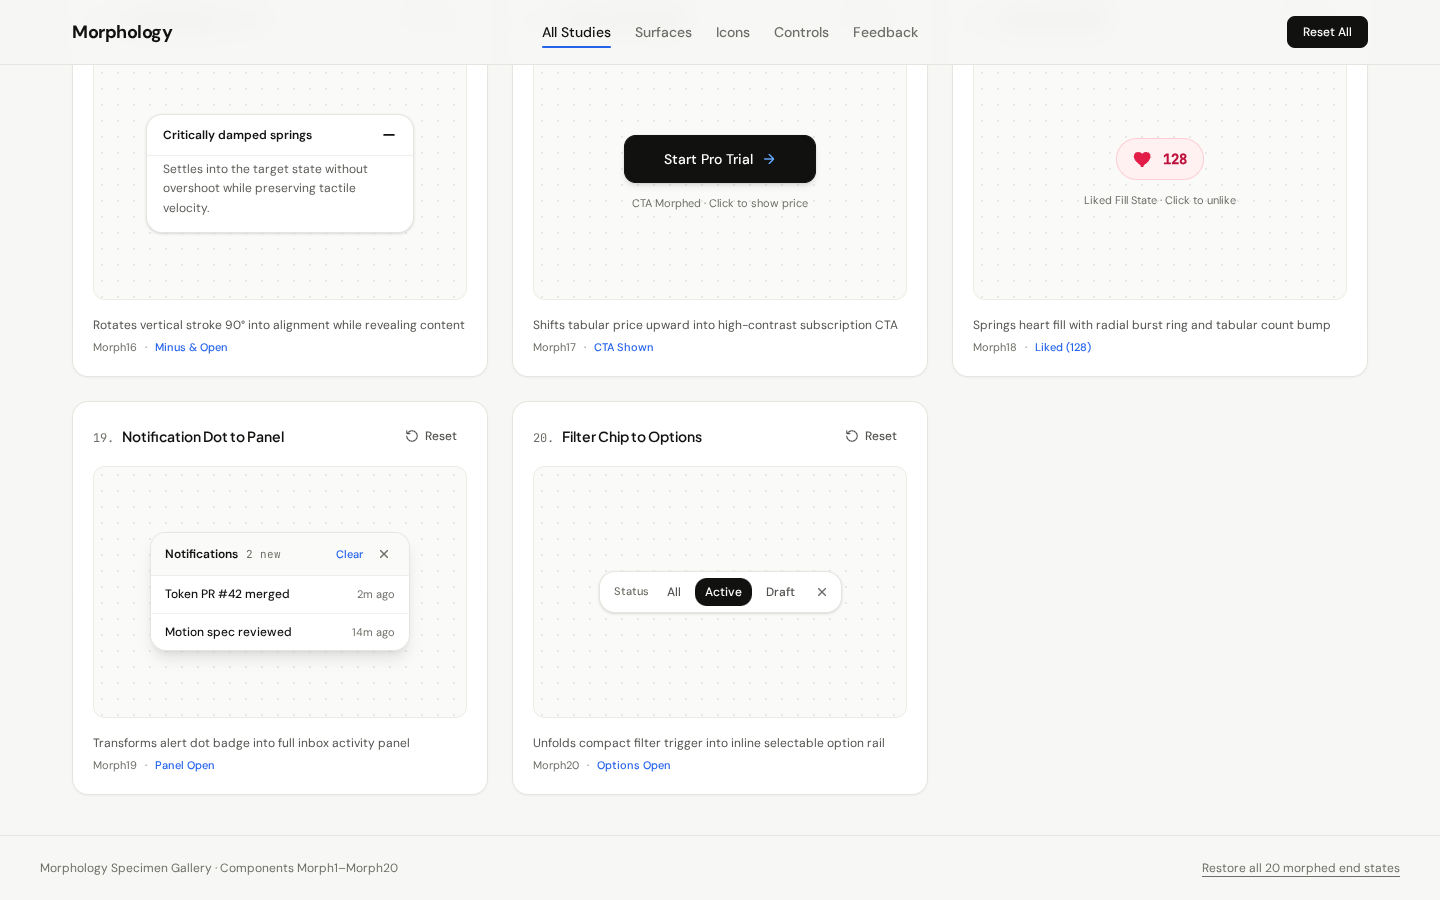 Morphology
All Studies
Surfaces
Icons
Controls
Feedback
Reset All
Critically damped springs
Settles into the target state without
overshoot while preserving tactile
velocity.
Rotates vertical stroke 90° into alignment while revealing content
Morph16 · Minus & Open
Start Pro Trial →
CTA Morphed · Click to show price
Shifts tabular price upward into high-contrast subscription CTA
Morph17 · CTA Shown
128
Liked Fill State · Click to unlike
Springs heart fill with radial burst ring and tabular count bump
Morph18 · Liked (128)
19. Notification Dot to Panel
Reset
Notifications 2 new
Clear
Token PR #42 merged
2m ago
Motion spec reviewed
14m ago
Transforms alert dot badge into full inbox activity panel
Morph19 · Panel Open
20. Filter Chip to Options
Reset
Status
All
Active
Draft
Unfolds compact filter trigger into inline selectable option rail
Morph20 · Options Open
Morphology Specimen Gallery · Components Morph1–Morph20
Restore all 20 morphed end states